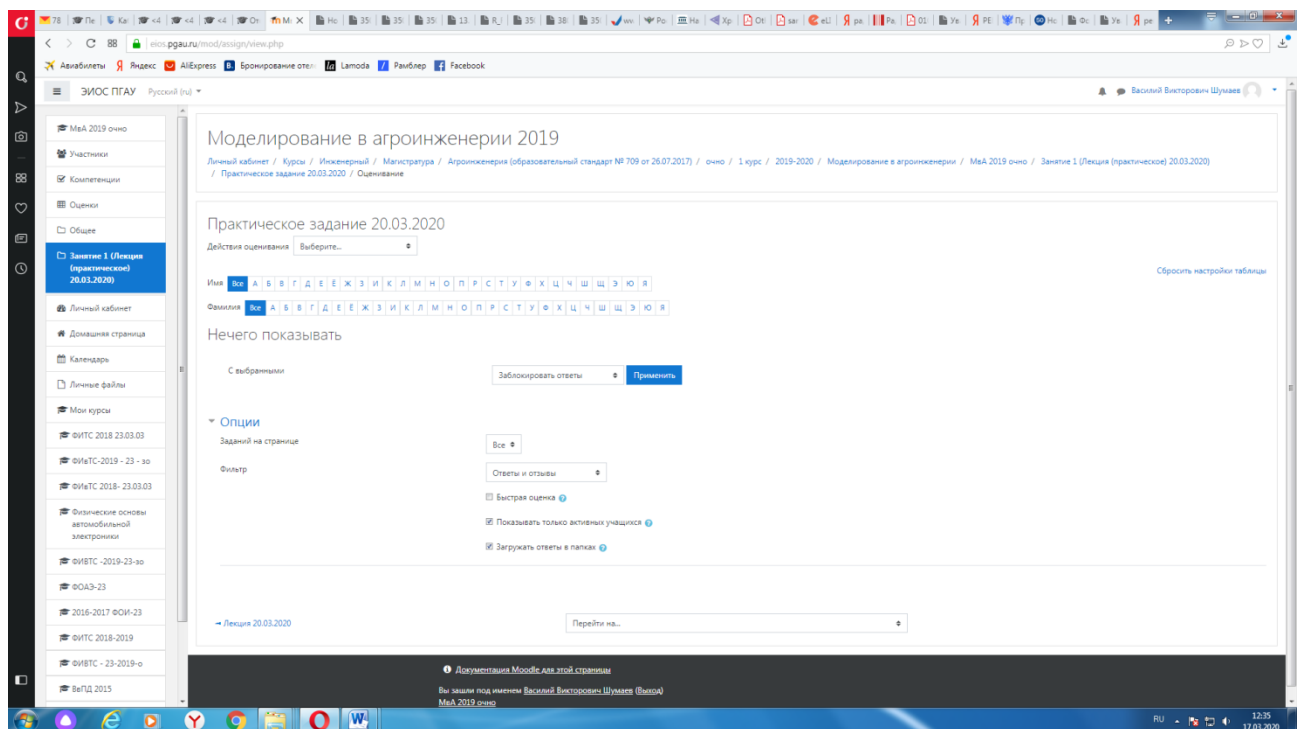 eios.pgau.ru/mod/assign/view.php
Авиабилеты Яндекс AliExpress Бронирование отел Lamoda Рамблер Facebook
ЭИОС ПГАУ Русский (ru)
Василий Викторович Шумаев
МвА 2019 очно
Участники
Компетенции
Оценки
Общее
Занятие 1 (Лекция
(практическое)
20.03.2020)
Личный кабинет
Домашняя страница
Календарь
Личные файлы
Мои курсы
ФИТС 2018 23.03.03
ФИвТС-2019 - 23 - зо
ФИвТС 2018- 23.03.03
Физические основы
автомобильной
электроники
ФИВТС -2019-23-зо
ФОАЭ-23
2016-2017 ФОИ-23
ФИТС 2018-2019
ФИВТС - 23-2019-о
ВвПД 2015
Моделирование в агроинженерии 2019
Личный кабинет / Курсы / Инженерный / Магистратура / Агроинженерия (образовательный стандарт № 709 от 26.07.2017) / очно / 1 курс / 2019-2020 / Моделирование в агроинженерии / МвА 2019 очно / Занятие 1 (Лекция (практическое) 20.03.2020)
/ Практическое задание 20.03.2020 / Оценивание
Практическое задание 20.03.2020
Действия оценивания Выберите...
Сбросить настройки таблицы
Имя Все А Б В Г Д Е Ё Ж З И К Л М Н О П Р С Т У Ф Х Ц Ч Ш Щ Э Ю Я
Фамилия Все А Б В Г Д Е Ё Ж З И К Л М Н О П Р С Т У Ф Х Ц Ч Ш Щ Э Ю Я
Нечего показывать
С выбранными Заблокировать ответы Применить
Опции
Заданий на странице Все
Фильтр Ответы и отзывы
Быстрая оценка
Показывать только активных учащихся
Загружать ответы в папках
→ Лекция 20.03.2020 Перейти на...
Документация Moodle для этой страницы
Вы зашли под именем Василий Викторович Шумаев (Выход)
МвА 2019 очно
RU
12:35
17.03.2020